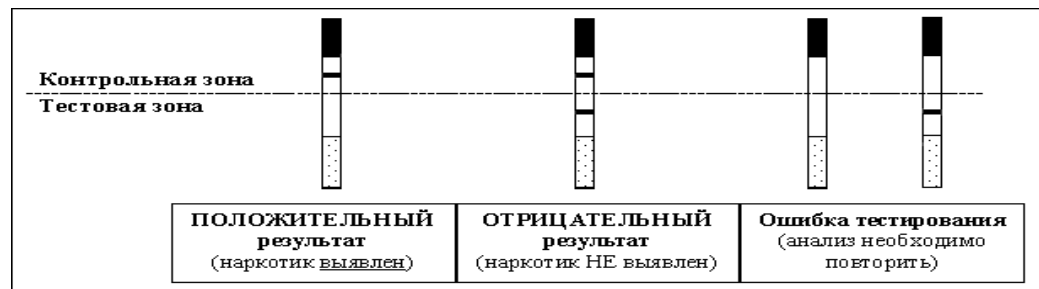 Контрольная зона
Тестовая зона
ПОЛОЖИТЕЛЬНЫЙ
результат
(наркотик выявлен)
ОТРИЦАТЕЛЬНЫЙ
результат
(наркотик НЕ выявлен)
Ошибка тестирования
(анализ необходимо
повторить)